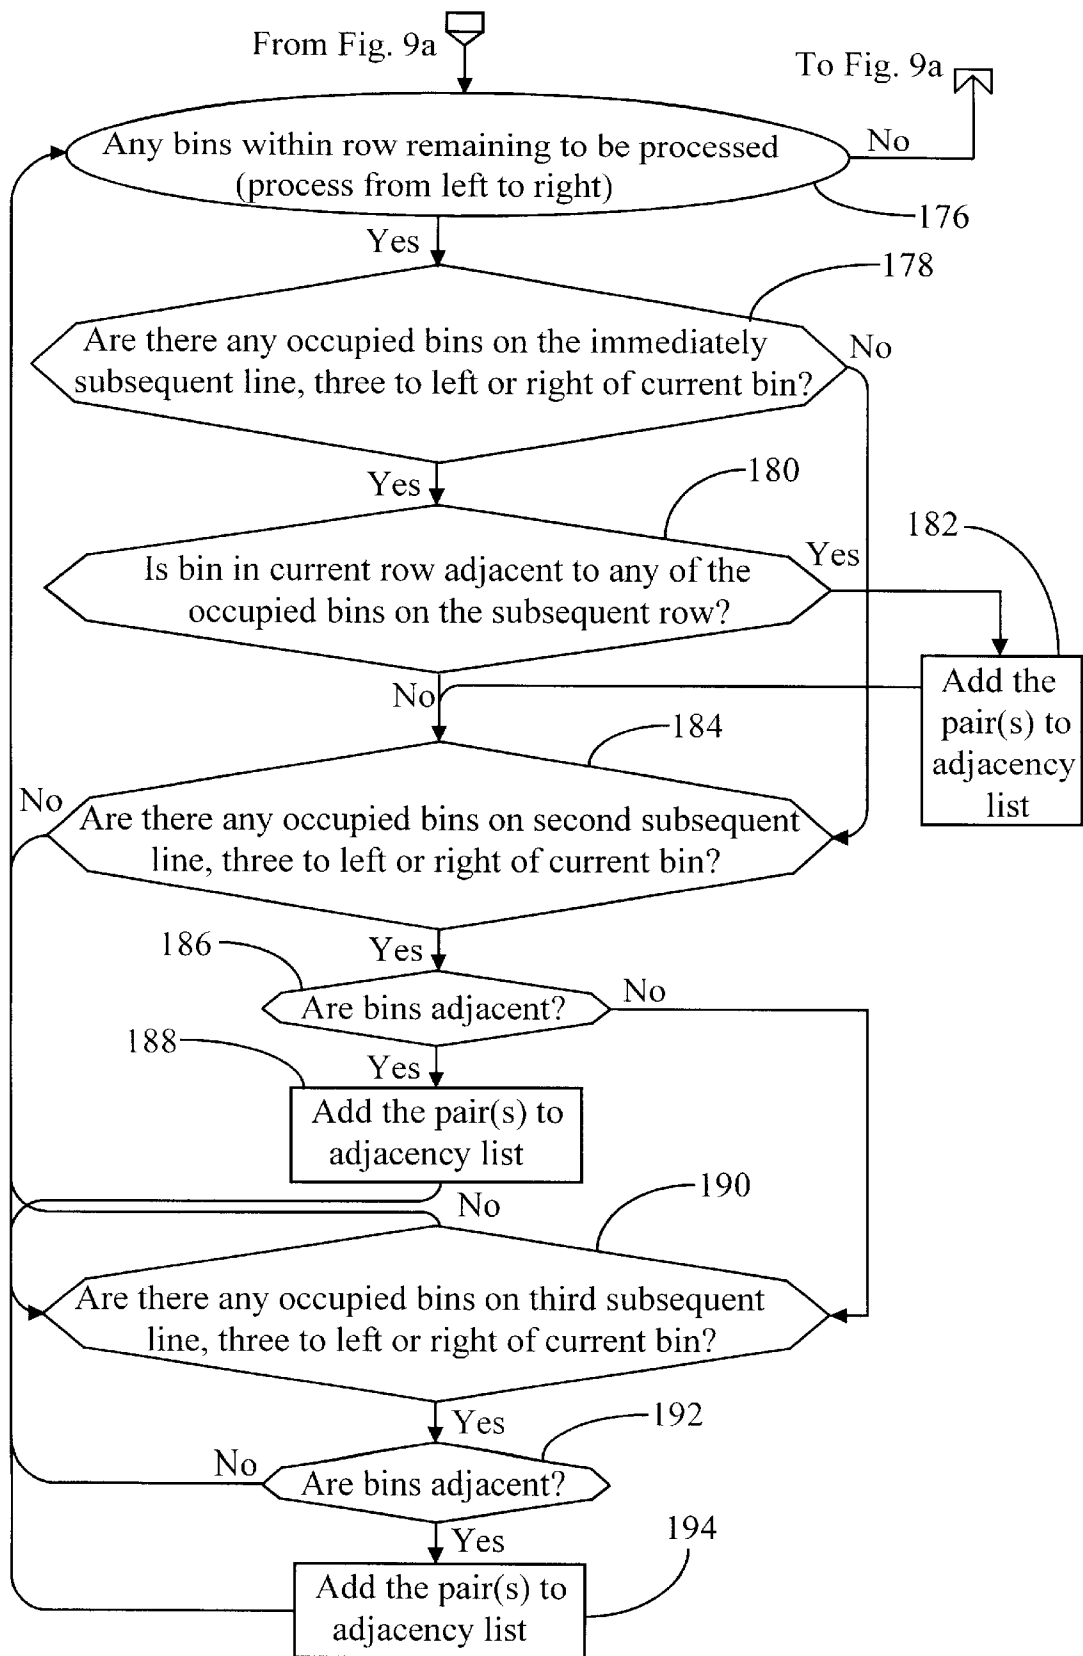 From Fig. 9a
To Fig. 9a
Any bins within row remaining to be processed
(process from left to right)
No
176
Yes
178
Are there any occupied bins on the immediately
subsequent line, three to left or right of current bin?
No
Yes
180
182
Is bin in current row adjacent to any of the
occupied bins on the subsequent row?
Yes
No
Add the
pair(s) to
adjacency
list
184
No
Are there any occupied bins on second subsequent
line, three to left or right of current bin?
Yes
186
Are bins adjacent?
No
188
Yes
Add the pair(s) to
adjacency list
190
No
Are there any occupied bins on third subsequent
line, three to left or right of current bin?
Yes
192
No
Are bins adjacent?
Yes
194
Add the pair(s) to
adjacency list